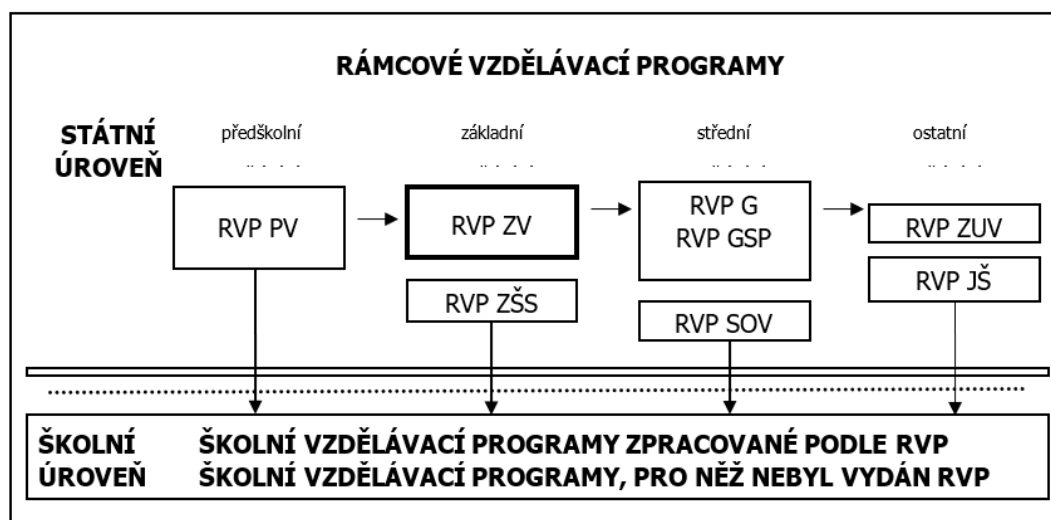 RÁMCOVÉ VZDĚLÁVACÍ PROGRAMY
STÁTNÍ ÚROVEŇ
předškolní
základní
střední
ostatní
RVP PV
RVP ZV
RVP G
RVP GSP
RVP ZUV
RVP ZŠS
RVP SOV
RVP JŠ
ŠKOLNÍ ÚROVEŇ
ŠKOLNÍ VZDĚLÁVACÍ PROGRAMY ZPRACOVANÉ PODLE RVP
ŠKOLNÍ VZDĚLÁVACÍ PROGRAMY, PRO NĚŽ NEBYL VYDÁN RVP